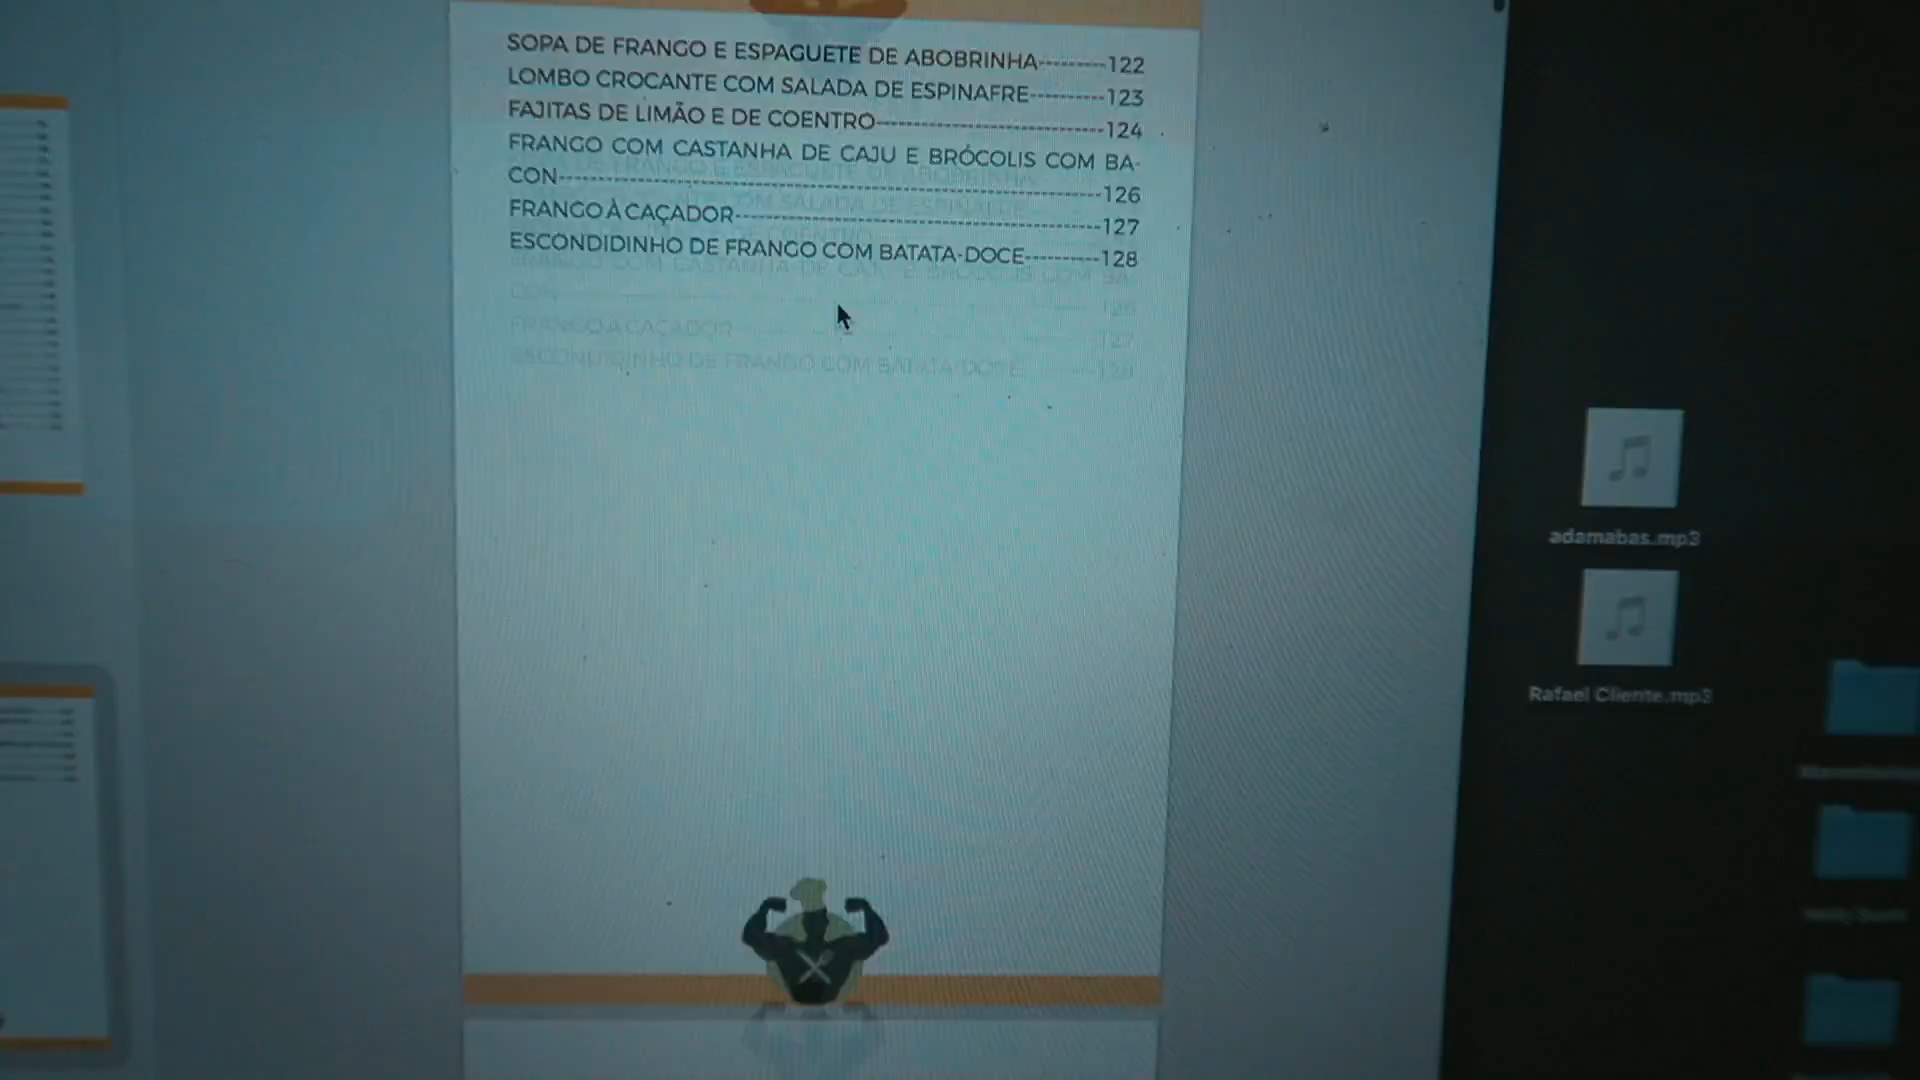 SOPA DE FRANGO E ESPAGUETE DE ABOBRINHA---------122
LOMBO CROCANTE COM SALADA DE ESPINAFRE----------123
FAJITAS DE LIMÃO E DE COENTRO-------------------------------124
FRANGO COM CASTANHA DE CAJU E BRÓCOLIS COM BA-
CON--------------------------------------------------------------------------126
FRANGO À CAÇADOR--------------------------------------------------127
ESCONDIDINHO DE FRANGO COM BATATA-DOCE----------128
adamabas.mp3
Rafael Cliente.mp3